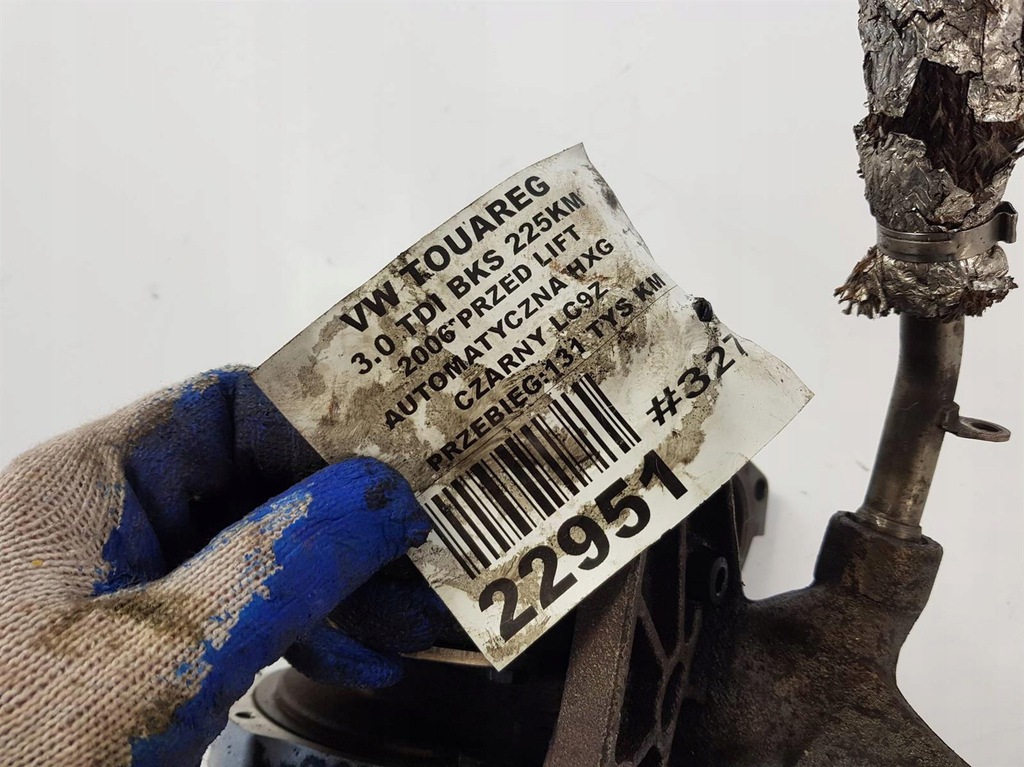 VW TOUAREG
3.0 TDI BKS 225KM
2006*PRZED LIFT
AUTOMATYCZNA HXG
CZARNY LC9Z
PRZEBIEG:131 TYS KM
#327
22951